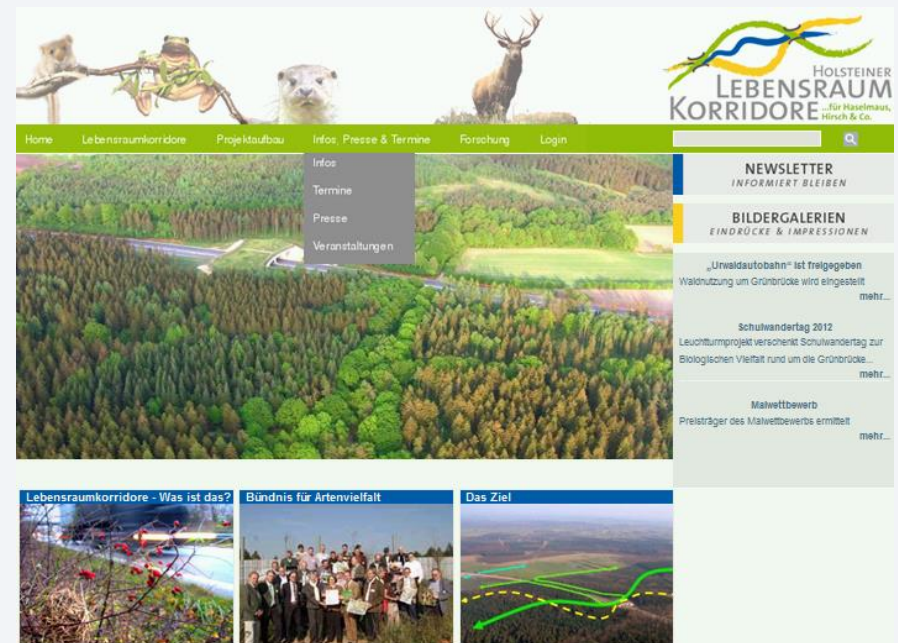 HOLSTEINER
LEBENSRAUM
KORRIDORE ...für Haselmaus,
Hirsch & Co.
Home Lebensraumkorridore Projektaufbau Infos, Presse & Termine Forschung Login
Infos
Termine
Presse
Veranstaltungen
NEWSLETTER
INFORMIERT BLEIBEN
BILDERGALERIEN
EINDRÜCKE & IMPRESSIONEN
„Urwaldautobahn“ ist freigegeben
Waldnutzung um Grünbrücke wird eingestellt
mehr...
Schulwandertag 2012
Leuchtturmprojekt verschenkt Schulwandertag zur
Biologischen Vielfalt rund um die Grünbrücke...
mehr...
Malwettbewerb
Preisträger des Malwettbewerbs ermittelt
mehr...
Lebensraumkorridore - Was ist das? Bündnis für Artenvielfalt Das Ziel